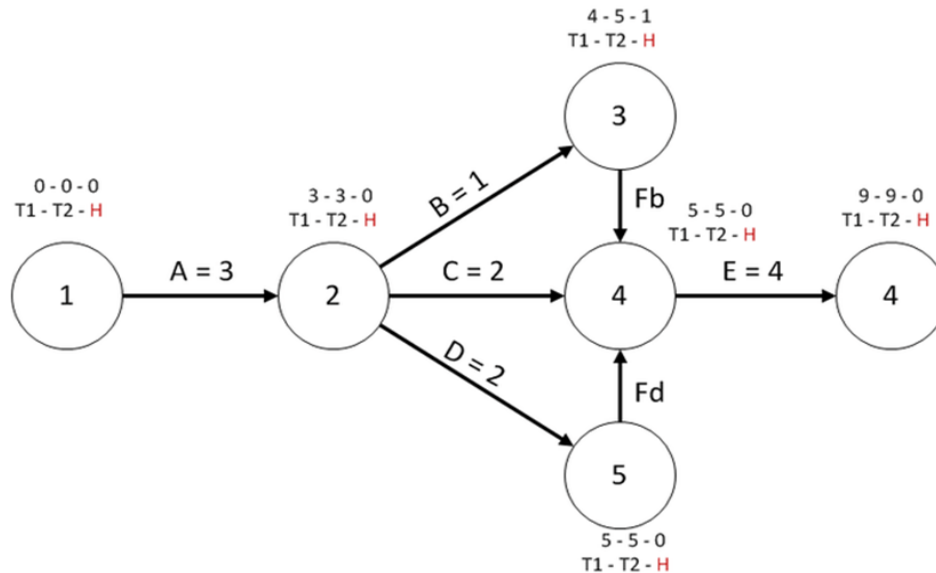 4 - 5 - 1
T1 - T2 - H
3
0 - 0 - 0
T1 - T2 - H
3 - 3 - 0
T1 - T2 - H
B = 1
Fb
5 - 5 - 0
T1 - T2 - H
9 - 9 - 0
T1 - T2 - H
1
A = 3
2
C = 2
4
E = 4
4
D = 2
Fd
5
5 - 5 - 0
T1 - T2 - H